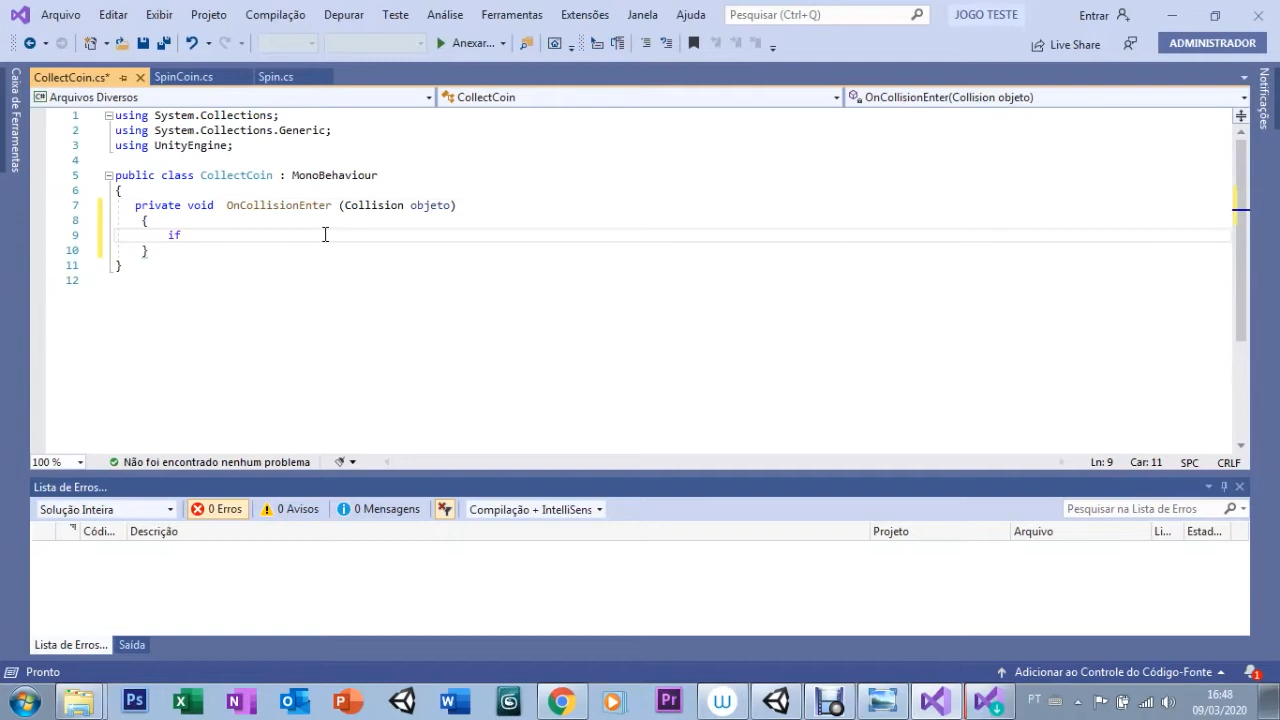 Arquivo Editar Exibir Projeto Compilação Depurar Teste Análise Ferramentas Extensões Janela Ajuda Pesquisar (Ctrl+Q) JOGO TESTE Entrar
Anexar... Live Share ADMINISTRADOR
CollectCoin.cs* SpinCoin.cs Spin.cs
C# Arquivos Diversos CollectCoin OnCollisionEnter(Collision objeto)
Caixa de Ferramentas
Notificações
1 using System.Collections;
2 using System.Collections.Generic;
3 using UnityEngine;
4
5 public class CollectCoin : MonoBehaviour
6 {
7 private void OnCollisionEnter (Collision objeto)
8 {
9 if
10 }
11 }
12
100 % Não foi encontrado nenhum problema Ln: 9 Car: 11 SPC CRLF
Lista de Erros...
Solução Inteira 0 Erros 0 Avisos 0 Mensagens Compilação + IntelliSens Pesquisar na Lista de Erros
Códi... Descrição Projeto Arquivo Li... Estad...
Lista de Erros... Saída
Pronto Adicionar ao Controle do Código-Fonte 1
Ps X N O P W S Pr W PT 16:48
09/03/2020